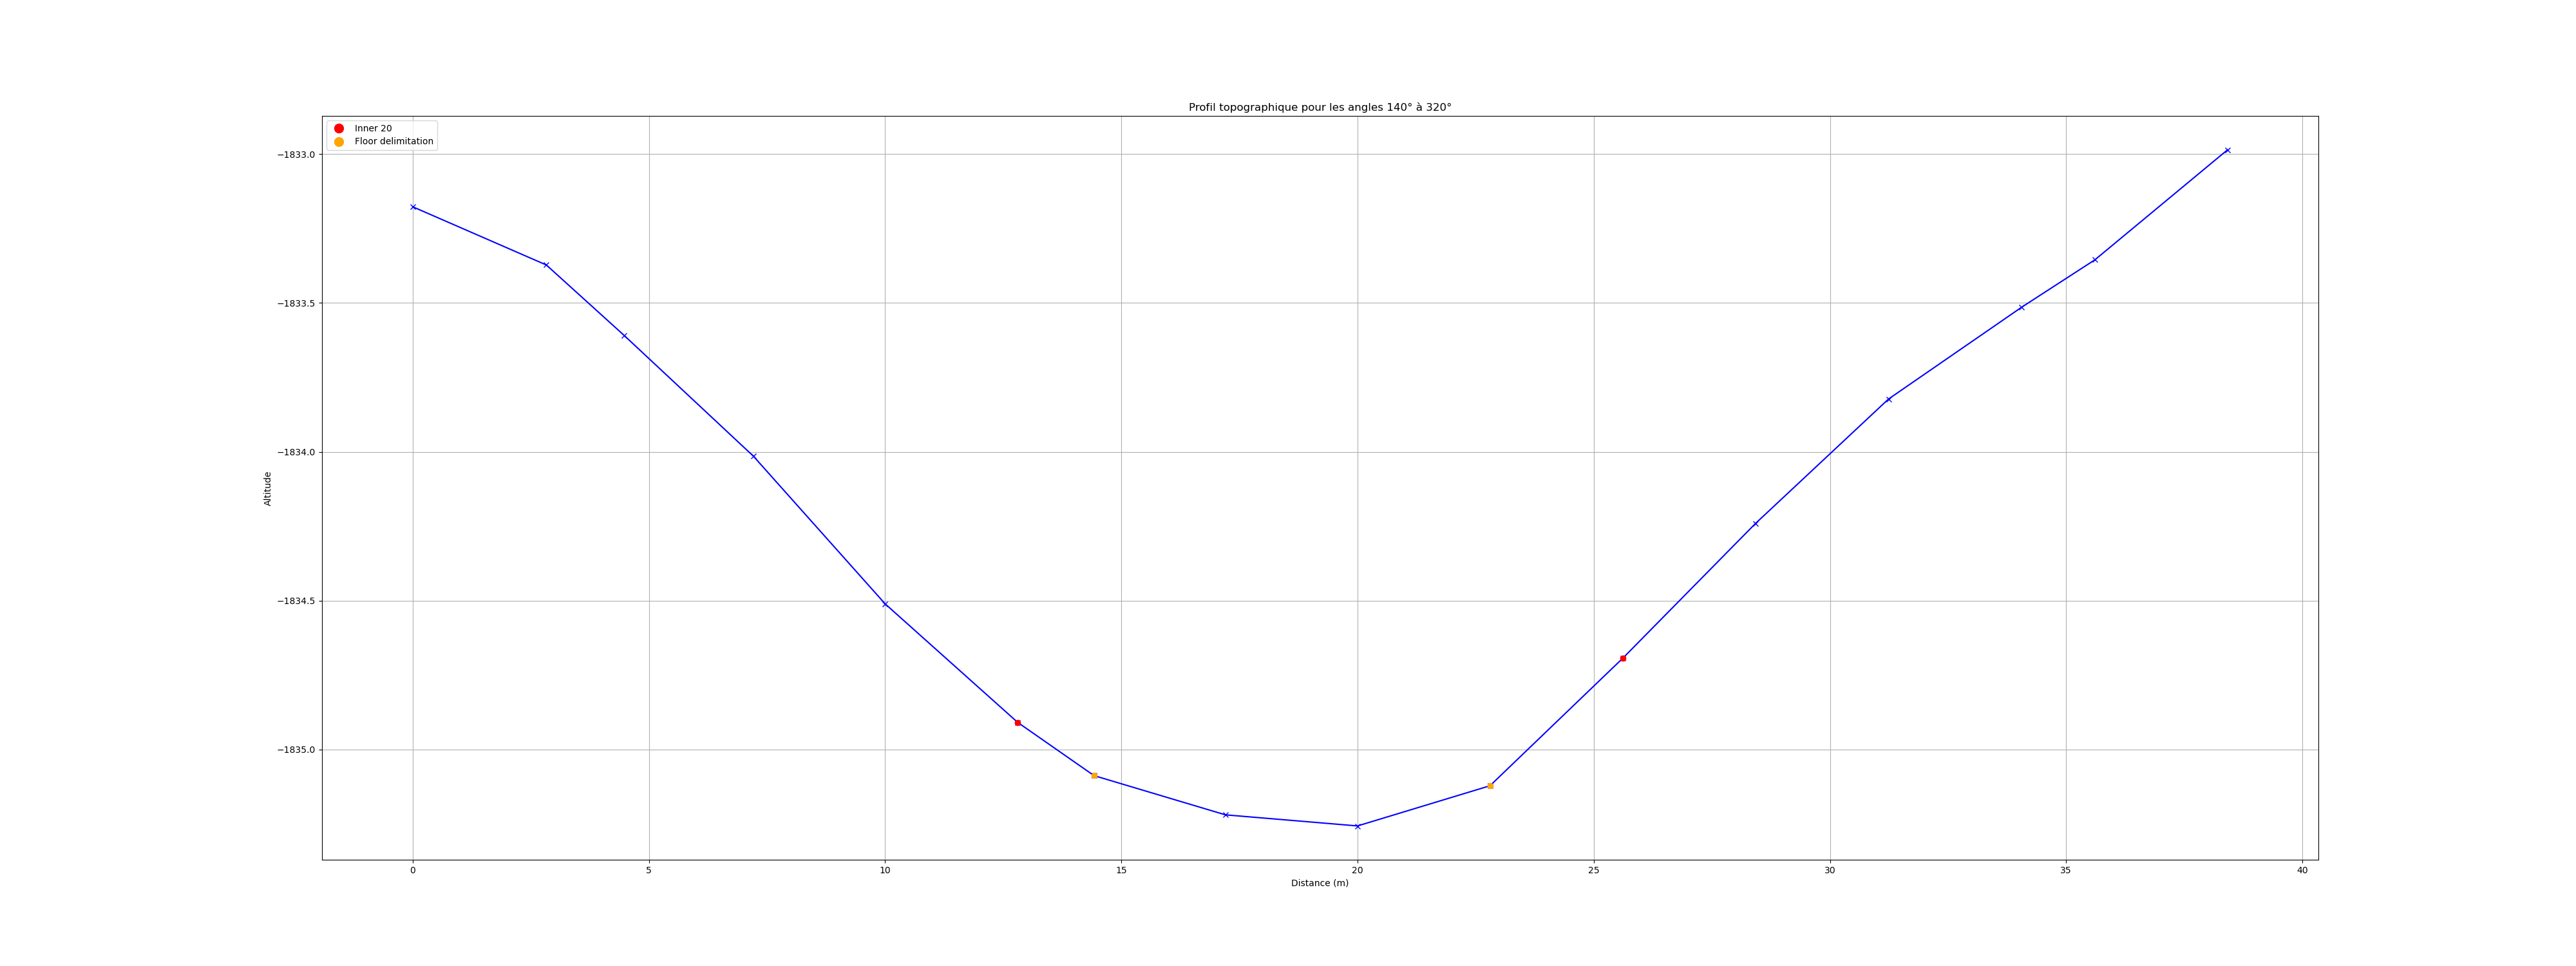 Profil topographique pour les angles 140° à 320°
Inner 20
Floor delimitation
−1833.0
−1833.5
−1834.0
−1834.5
−1835.0
Altitude
0 5 10 15 20 25 30 35 40
Distance (m)